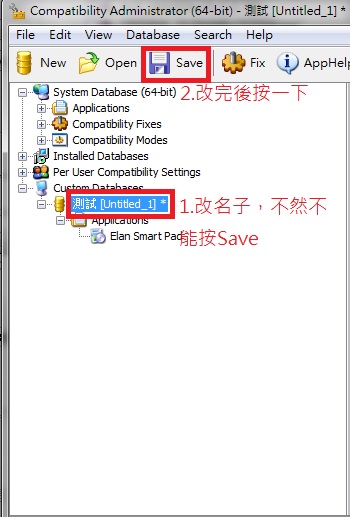 Compatibility Administrator (64-bit) - 測試 [Untitled_1] *
File Edit View Database Search Help
New Open Save Fix AppHelp
System Database (64-bit)
2.改完後按一下
Applications
Compatibility Fixes
Compatibility Modes
Installed Databases
Per User Compatibility Settings
Custom Databases
測試 [Untitled_1] *
1.改名子，不然不
能按Save
Applications
Elan Smart Pad